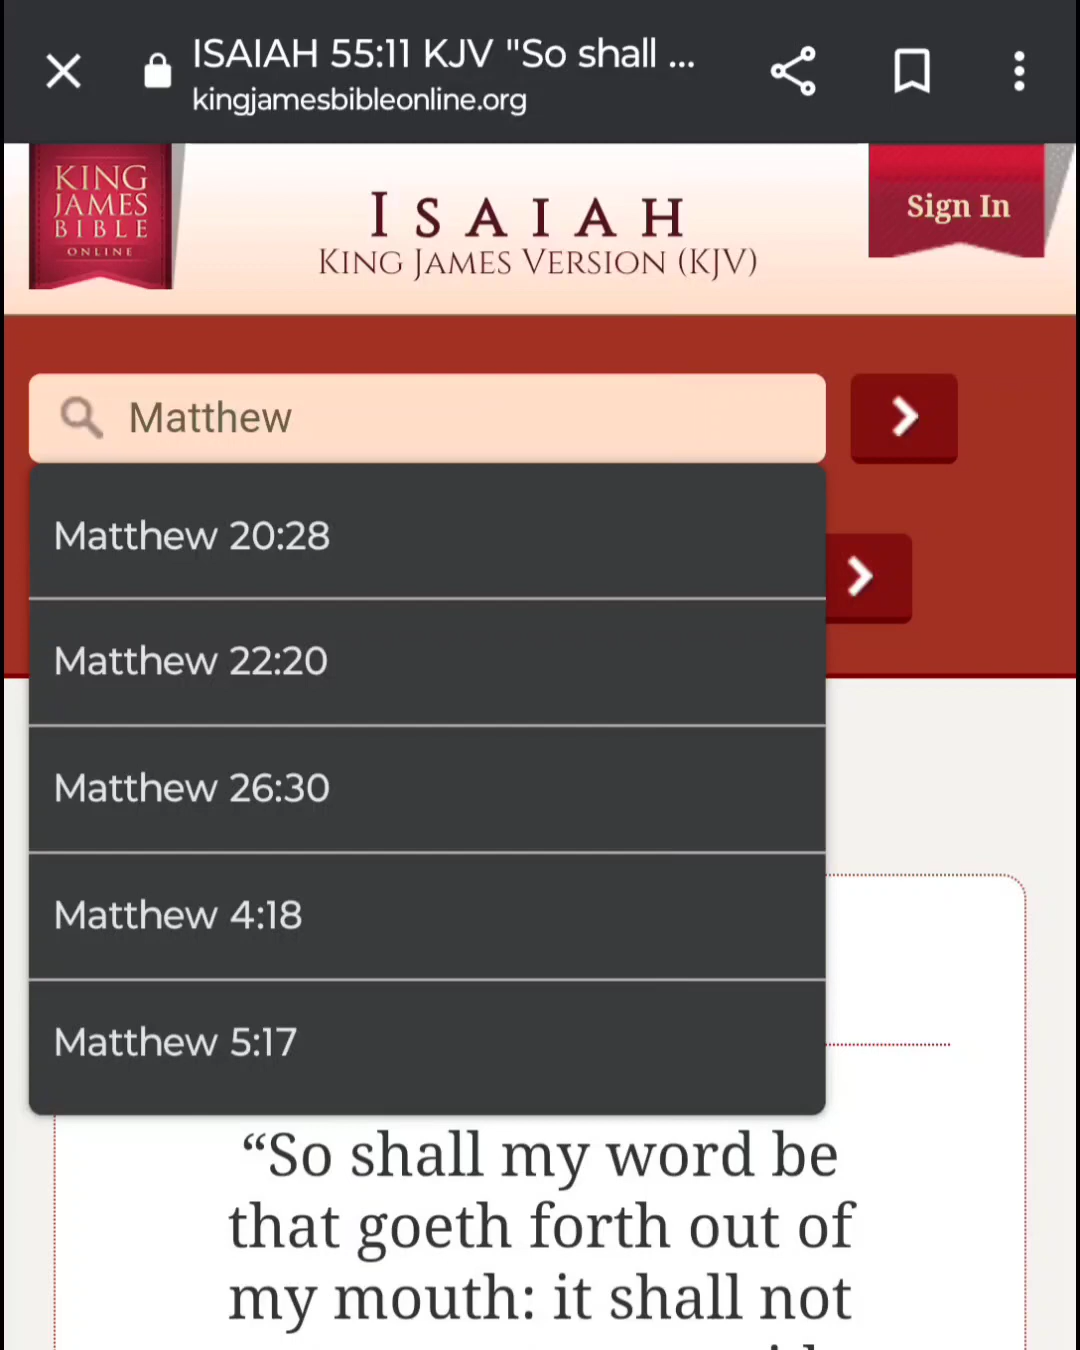 ISAIAH 55:11 KJV "So shall ...
kingjamesbibleonline.org
KING
JAMES
BIBLE
ONLINE
ISAIAH
KING JAMES VERSION (KJV)
Sign In
Matthew
Matthew 20:28
Matthew 22:20
Matthew 26:30
Matthew 4:18
Matthew 5:17
“So shall my word be
that goeth forth out of
my mouth: it shall not